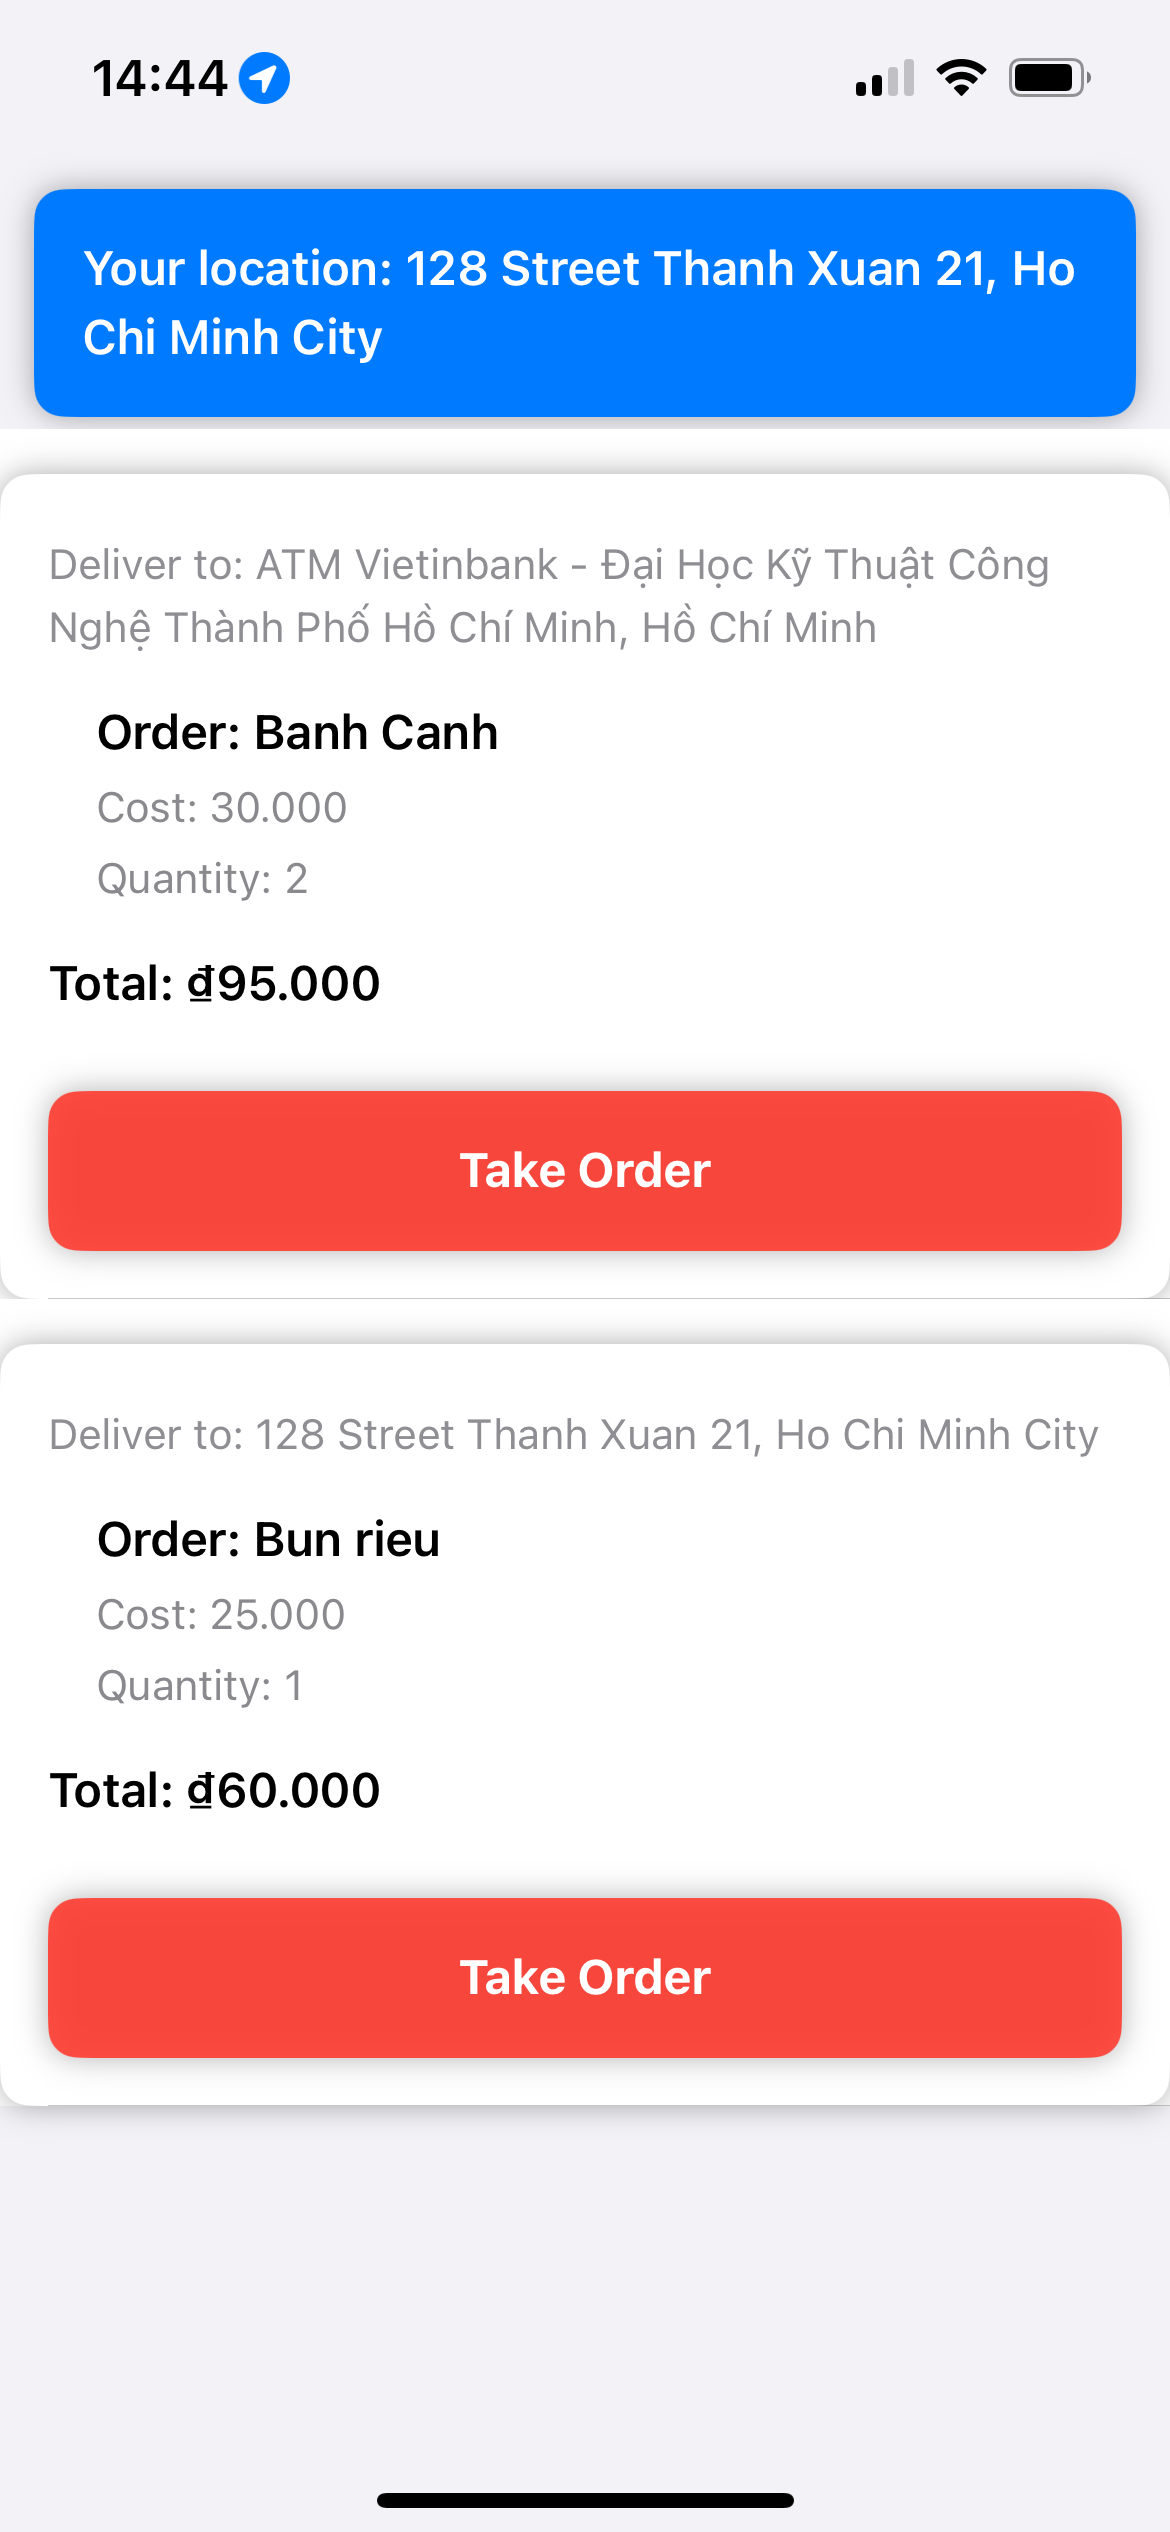 14:44
Your location: 128 Street Thanh Xuan 21, Ho
Chi Minh City
Deliver to: ATM Vietinbank - Đại Học Kỹ Thuật Công
Nghệ Thành Phố Hồ Chí Minh, Hồ Chí Minh
Order: Banh Canh
Cost: 30.000
Quantity: 2
Total: ₫95.000
Take Order
Deliver to: 128 Street Thanh Xuan 21, Ho Chi Minh City
Order: Bun rieu
Cost: 25.000
Quantity: 1
Total: ₫60.000
Take Order